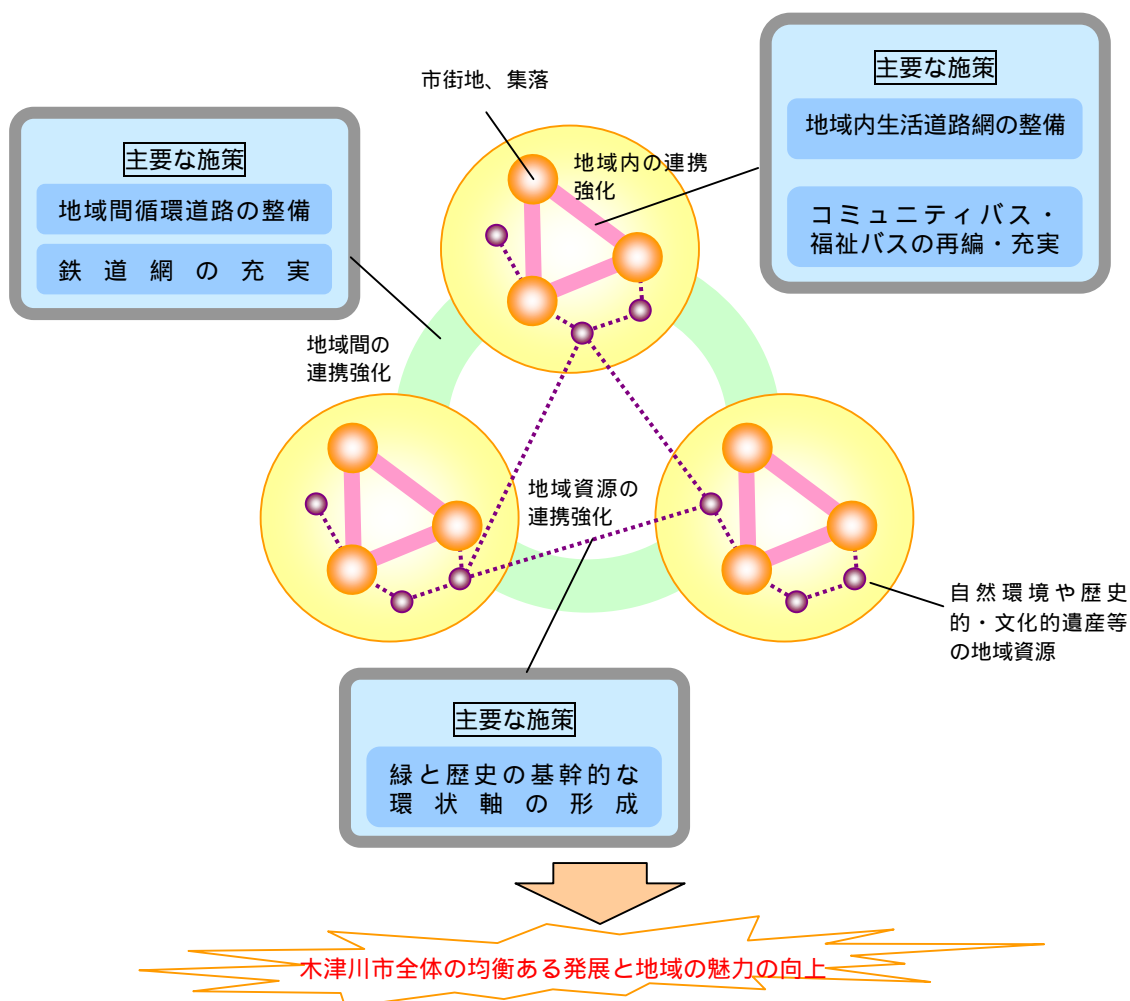 市街地、集落
主要な施策
地域内生活道路網の整備
コミュニティバス・
福祉バスの再編・充実
主要な施策
地域間循環道路の整備
鉄道網の充実
地域内の連携
強化
地域間の
連携強化
地域資源の
連携強化
自然環境や歴史
的・文化的遺産等
の地域資源
主要な施策
緑と歴史の基幹的な
環状軸の形成
木津川市全体の均衡ある発展と地域の魅力の向上